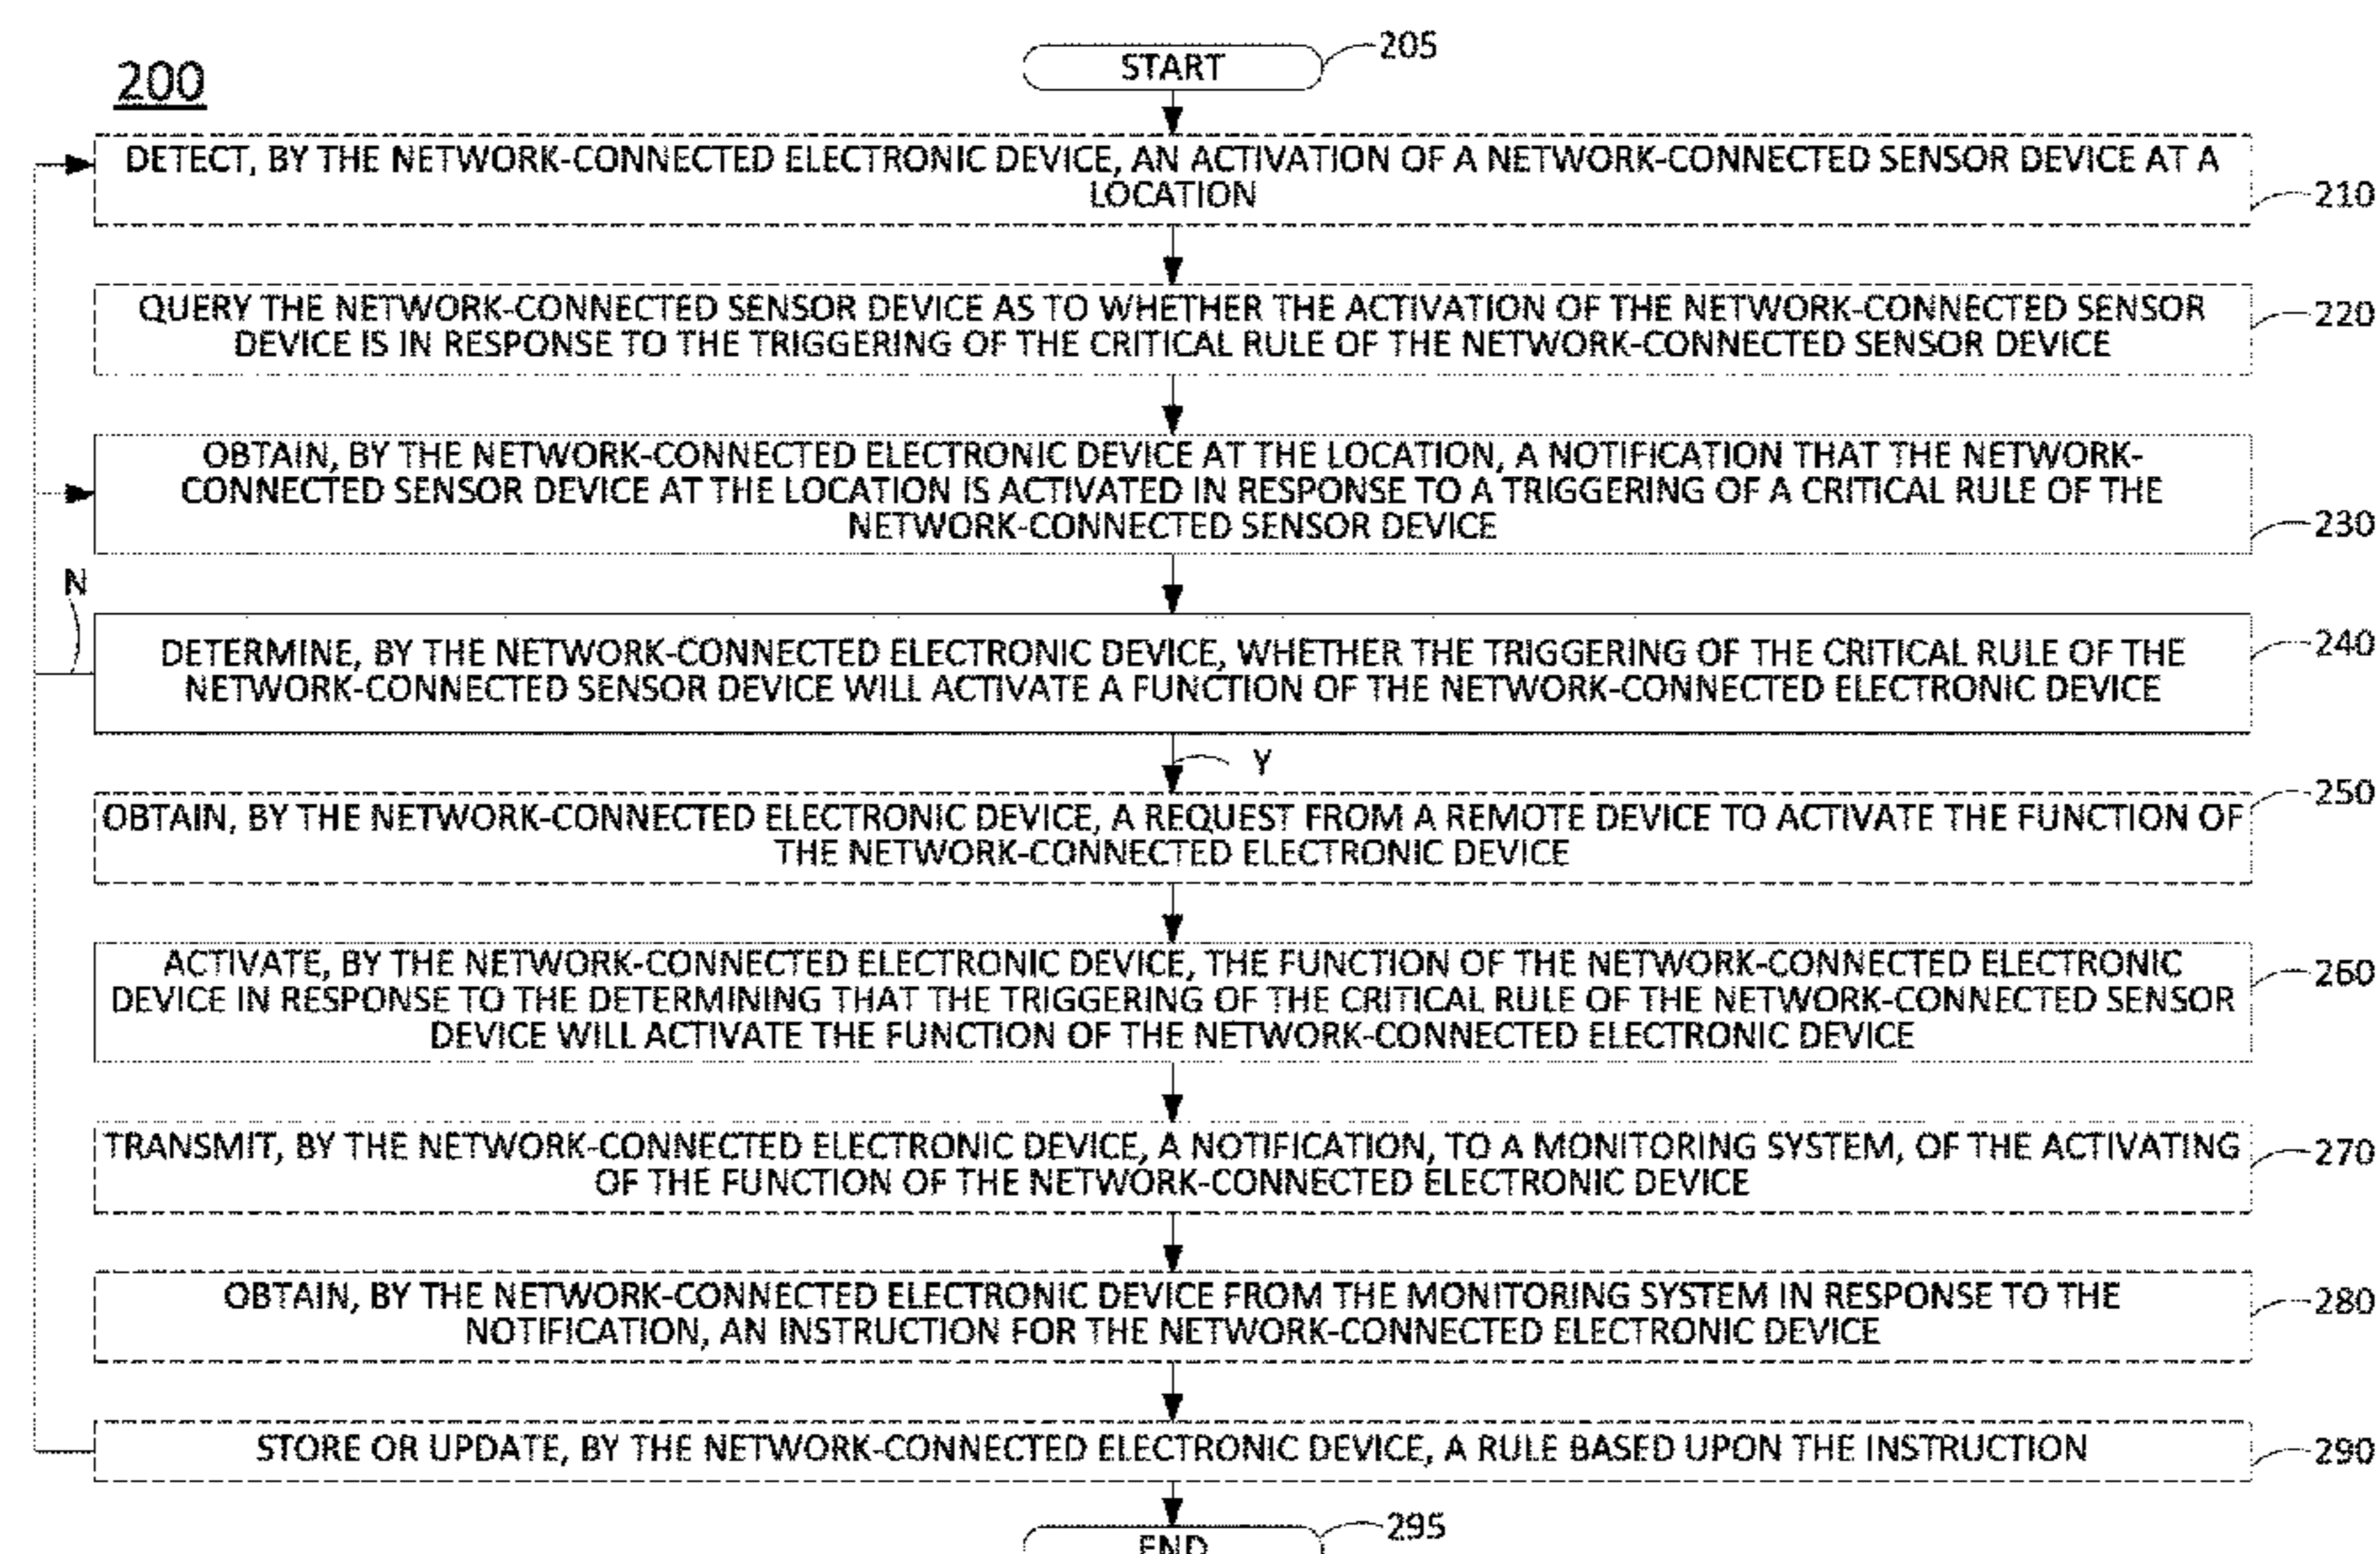 200
START
205
DETECT, BY THE NETWORK-CONNECTED ELECTRONIC DEVICE, AN ACTIVATION OF A NETWORK-CONNECTED SENSOR DEVICE AT A
LOCATION
210
QUERY THE NETWORK-CONNECTED SENSOR DEVICE AS TO WHETHER THE ACTIVATION OF THE NETWORK-CONNECTED SENSOR
DEVICE IS IN RESPONSE TO THE TRIGGERING OF THE CRITICAL RULE OF THE NETWORK-CONNECTED SENSOR DEVICE
220
OBTAIN, BY THE NETWORK-CONNECTED ELECTRONIC DEVICE AT THE LOCATION, A NOTIFICATION THAT THE NETWORK-
CONNECTED SENSOR DEVICE AT THE LOCATION IS ACTIVATED IN RESPONSE TO A TRIGGERING OF A CRITICAL RULE OF THE
NETWORK-CONNECTED SENSOR DEVICE
230
N
DETERMINE, BY THE NETWORK-CONNECTED ELECTRONIC DEVICE, WHETHER THE TRIGGERING OF THE CRITICAL RULE OF THE
NETWORK-CONNECTED SENSOR DEVICE WILL ACTIVATE A FUNCTION OF THE NETWORK-CONNECTED ELECTRONIC DEVICE
240
Y
OBTAIN, BY THE NETWORK-CONNECTED ELECTRONIC DEVICE, A REQUEST FROM A REMOTE DEVICE TO ACTIVATE THE FUNCTION OF
THE NETWORK-CONNECTED ELECTRONIC DEVICE
250
ACTIVATE, BY THE NETWORK-CONNECTED ELECTRONIC DEVICE, THE FUNCTION OF THE NETWORK-CONNECTED ELECTRONIC
DEVICE IN RESPONSE TO THE DETERMINING THAT THE TRIGGERING OF THE CRITICAL RULE OF THE NETWORK-CONNECTED SENSOR
DEVICE WILL ACTIVATE THE FUNCTION OF THE NETWORK-CONNECTED ELECTRONIC DEVICE
260
TRANSMIT, BY THE NETWORK-CONNECTED ELECTRONIC DEVICE, A NOTIFICATION, TO A MONITORING SYSTEM, OF THE ACTIVATING
OF THE FUNCTION OF THE NETWORK-CONNECTED ELECTRONIC DEVICE
270
OBTAIN, BY THE NETWORK-CONNECTED ELECTRONIC DEVICE FROM THE MONITORING SYSTEM IN RESPONSE TO THE
NOTIFICATION, AN INSTRUCTION FOR THE NETWORK-CONNECTED ELECTRONIC DEVICE
280
STORE OR UPDATE, BY THE NETWORK-CONNECTED ELECTRONIC DEVICE, A RULE BASED UPON THE INSTRUCTION
290
END
295